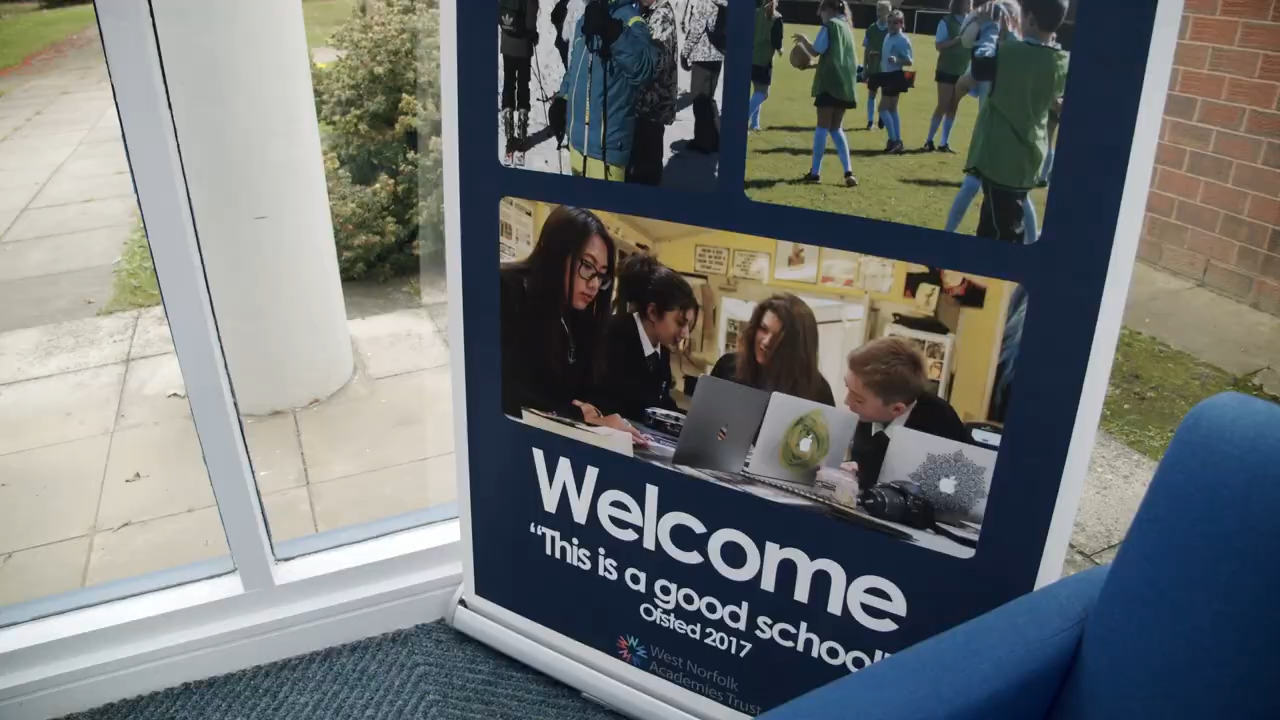 Welcome
“This is a good school”
Ofsted 2017
West Norfolk
Academies Trust